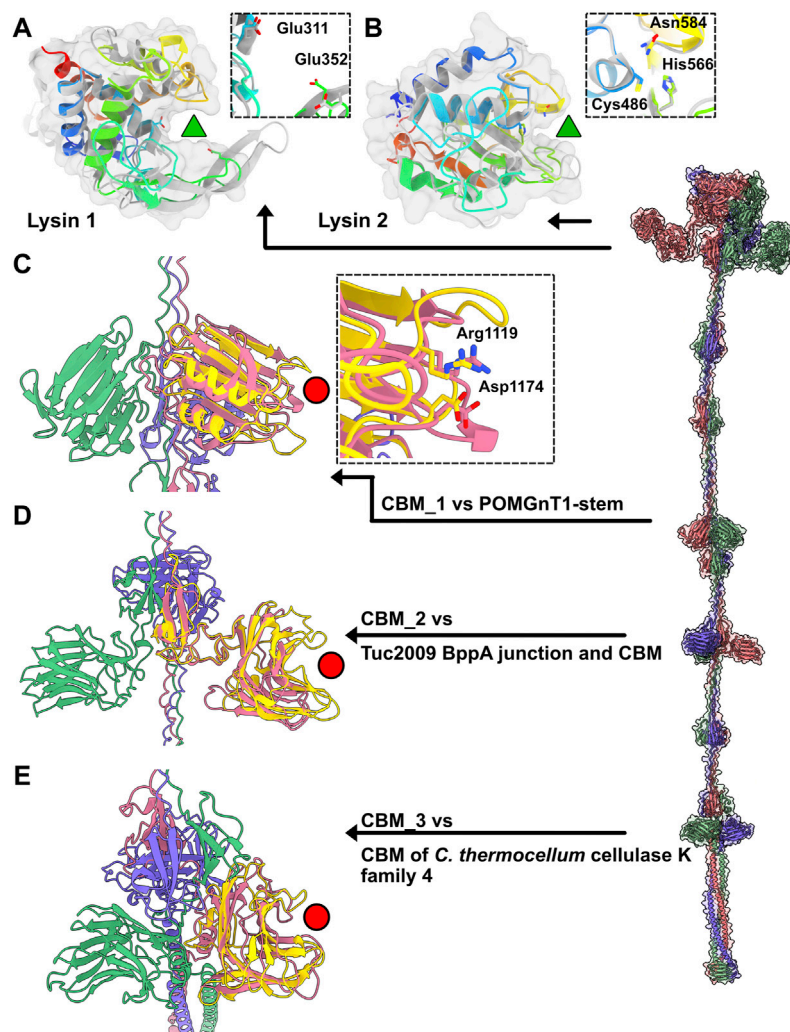 A
Glu311
Glu352
Lysin 1
B
Asn584
His566
Cys486
Lysin 2
C
Arg1119
Asp1174
CBM_1 vs POMGnT1-stem
D
CBM_2 vs
Tuc2009 BppA junction and CBM
E
CBM_3 vs
CBM of C. thermocellum cellulase K
family 4